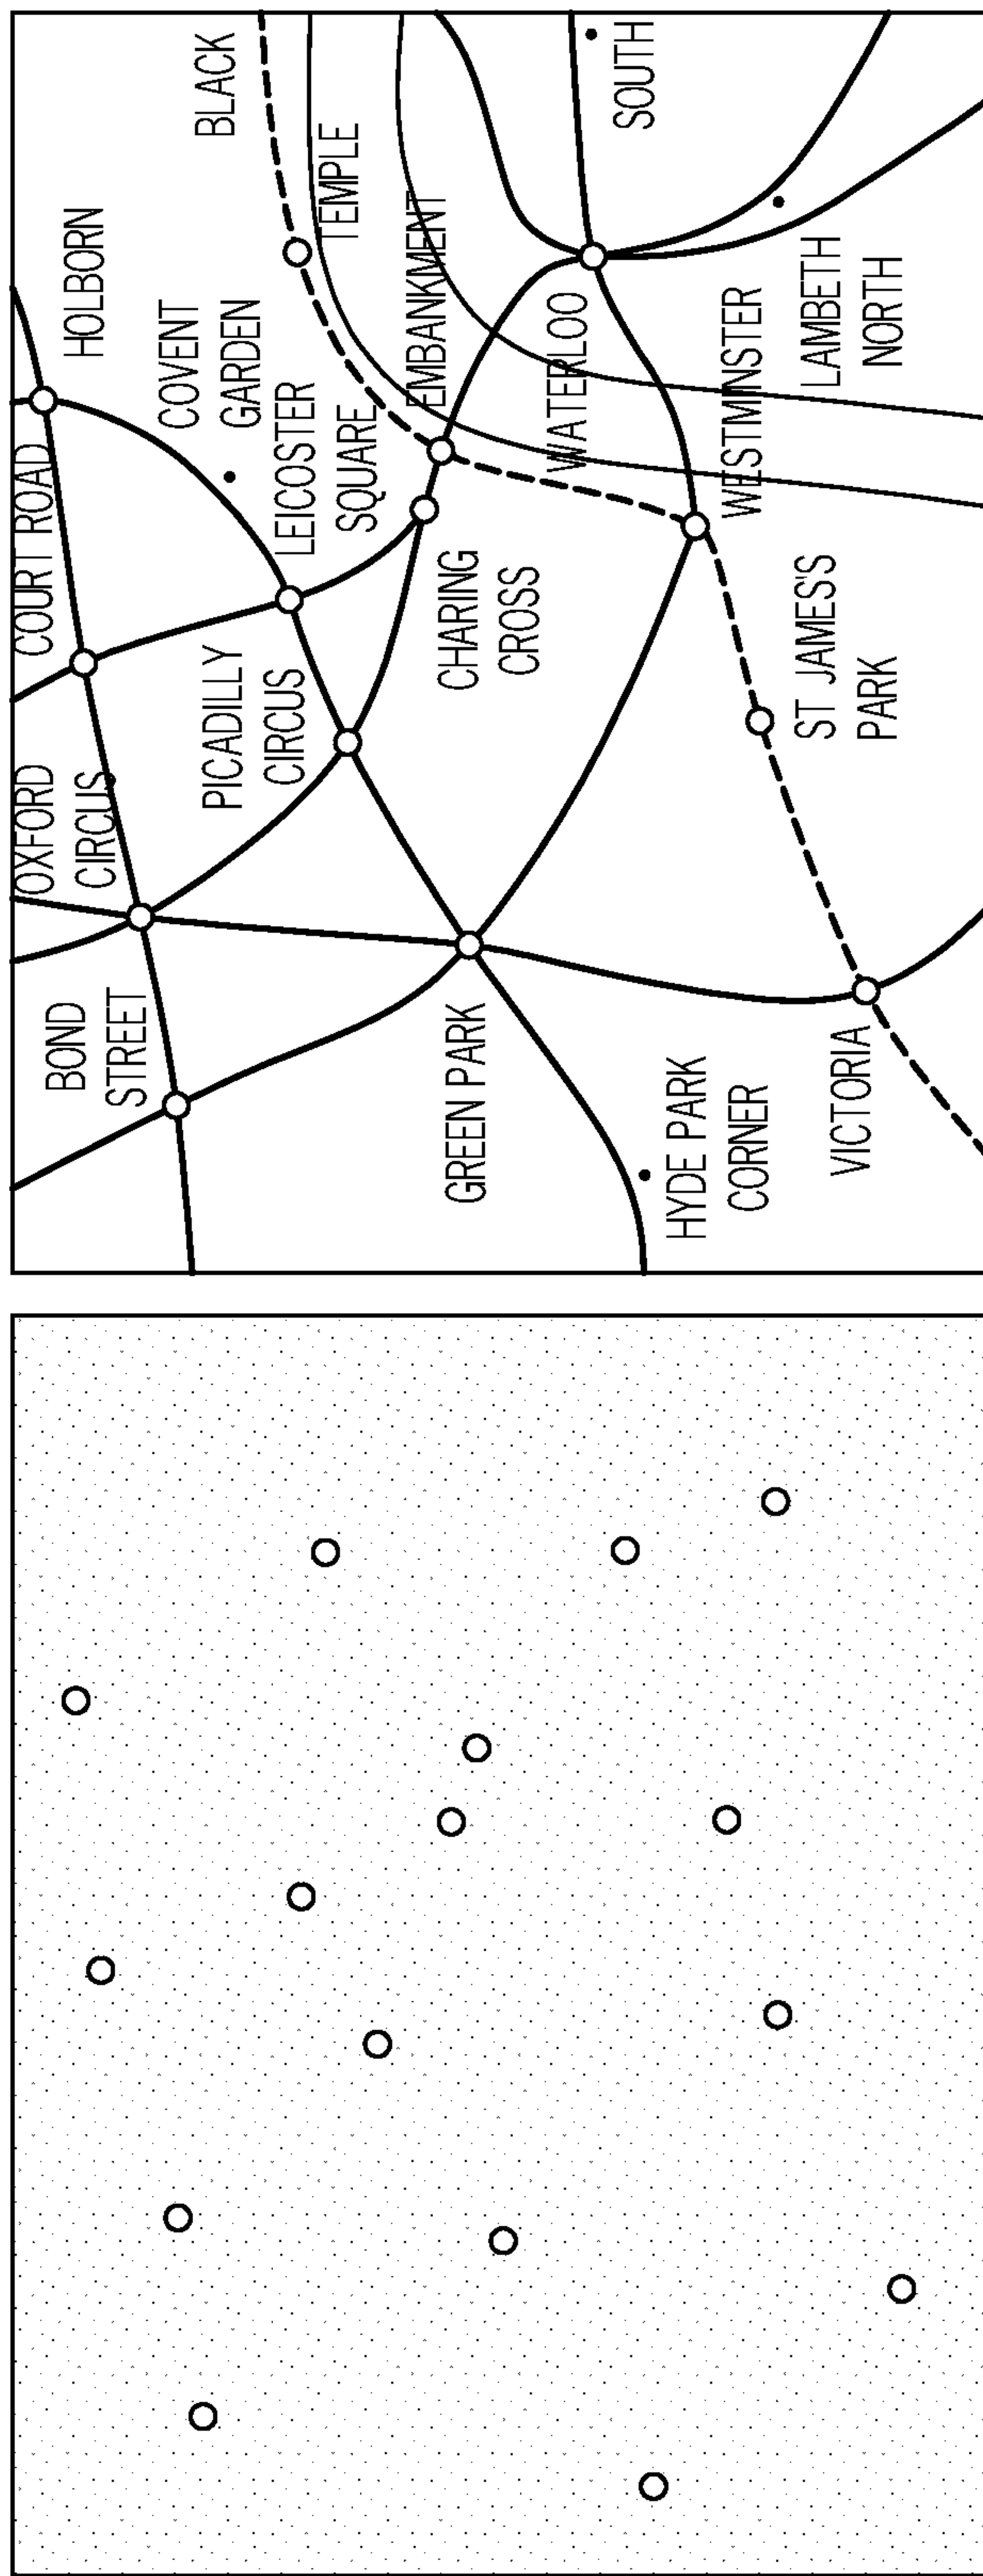 HOLBORN
BLACK
TEMPLE
SOUTH
COVENT
GARDEN
COURT ROAD
LEICOSTER
SQUARE
EMBANKMENT
WATERLOO
WESTMINSTER
LAMBETH
NORTH
OXFORD
CIRCUS
PICADILLY
CIRCUS
CHARING
CROSS
ST JAMES'S
PARK
BOND
STREET
GREEN PARK
HYDE PARK
CORNER
VICTORIA